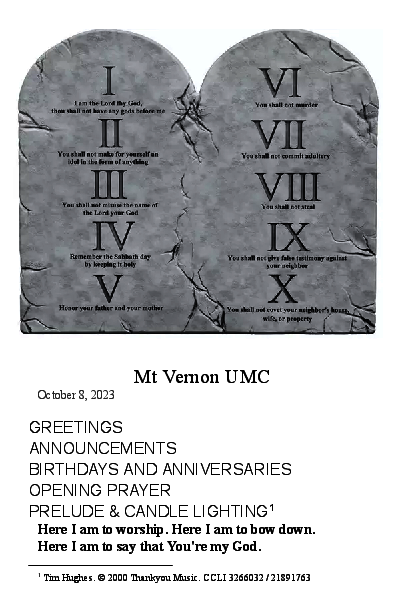 I
I am the Lord thy God,
thou shall not have any gods before me
II
You shall not make for yourself an
idol in the form of anything
III
You shall not misuse the name of
the Lord your God
IV
Remember the Sabbath day
by keeping it holy
V
Honor your father and your mother
VI
You shall not murder
VII
You shall not commit adultery
VIII
You shall not steal
IX
You shall not give false testimony against
your neighbor
X
You shall not covet your neighbor's house,
wife, or property
Mt Vernon UMC
October 8, 2023
GREETINGS
ANNOUNCEMENTS
BIRTHDAYS AND ANNIVERSARIES
OPENING PRAYER
PRELUDE & CANDLE LIGHTING¹
Here I am to worship. Here I am to bow down.
Here I am to say that You're my God.
¹ Tim Hughes. © 2000 Thankyou Music. CCLI 3266032 / 21891763